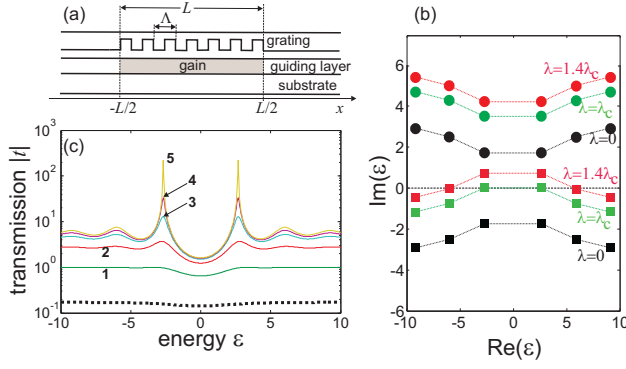 (a)
L
Λ
grating
gain
guiding layer
substrate
-L/2
L/2
x
(c)
transmission |t|
10³
10²
10¹
10⁰
10⁻¹
5
4
3
2
1
-10
-5
0
5
10
energy ε
(b)
Im(ε)
6
4
2
0
-2
-4
-6
λ=1.4λc
λ=λc
λ=0
λ=1.4λc
λ=λc
λ=0
-10
-5
0
5
10
Re(ε)